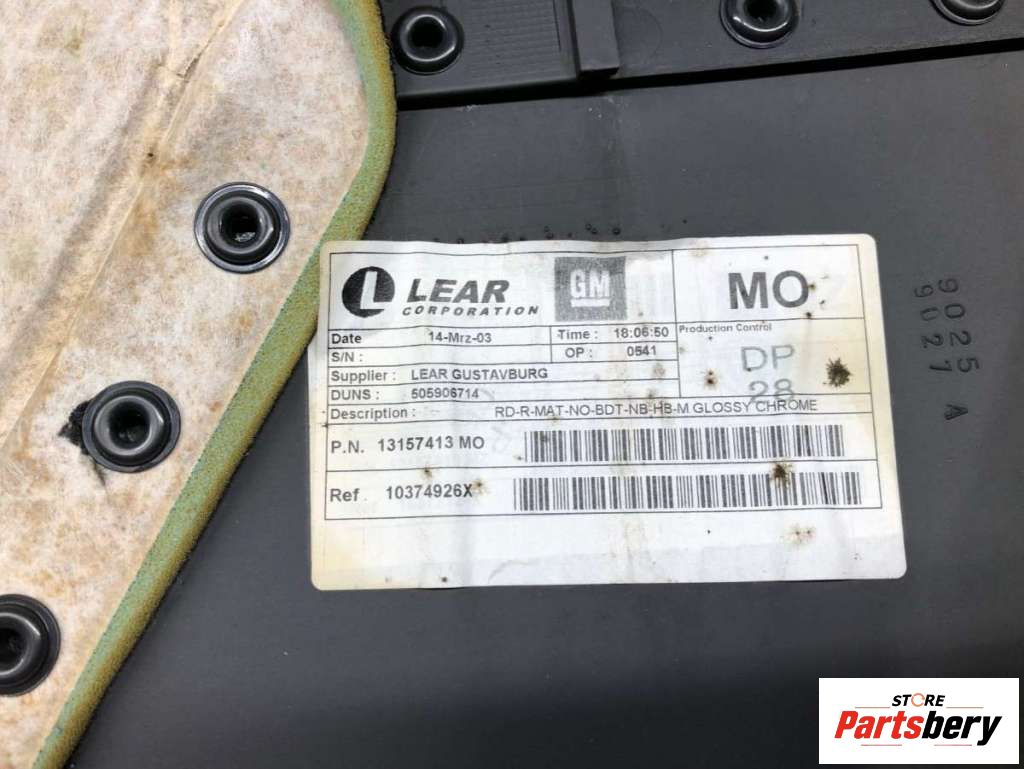 LEAR
CORPORATION
GM
MO
Date 14-Mrz-03 Time : 18:06:50
Production Control
S/N : OP : 0541
DP
28
Supplier : LEAR GUSTAVBURG
DUNS : 505906714
Description : RD-R-MAT-NO-BDT-NB-HB-M GLOSSY CHROME
P.N. 13157413 MO
Ref . 10374926X
9025 A
9027
STORE
Partsbery